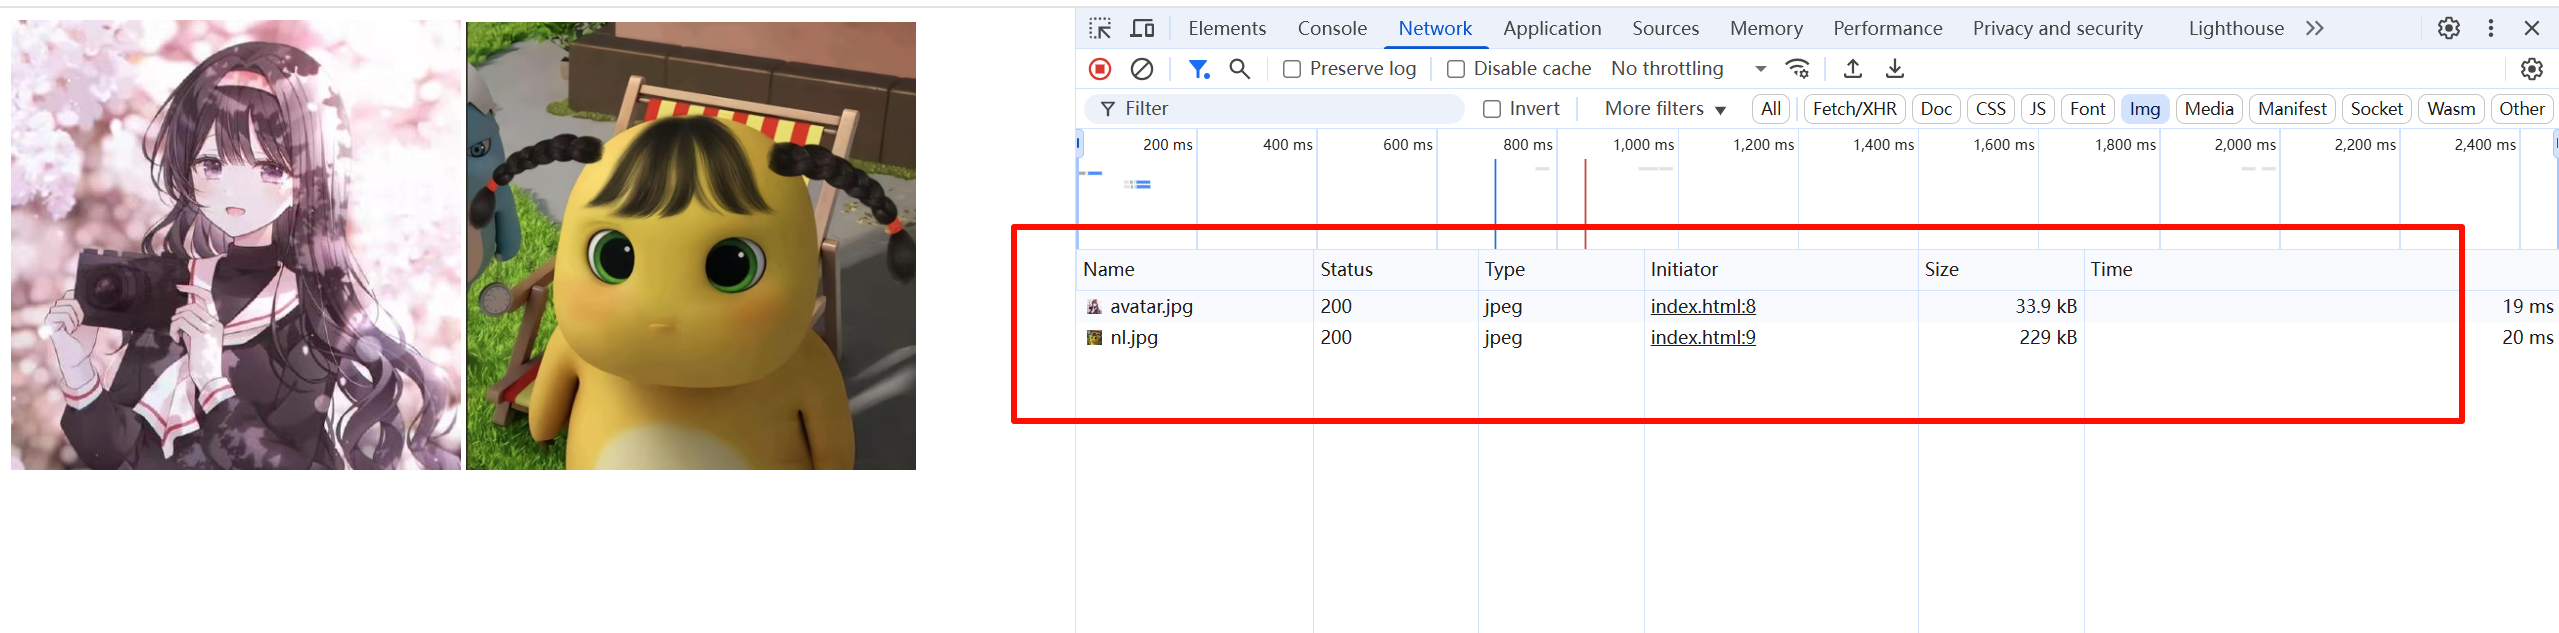 Elements Console Network Application Sources Memory Performance Privacy and security Lighthouse
Preserve log Disable cache No throttling
Filter Invert More filters All Fetch/XHR Doc CSS JS Font Img Media Manifest Socket Wasm Other
200 ms 400 ms 600 ms 800 ms 1,000 ms 1,200 ms 1,400 ms 1,600 ms 1,800 ms 2,000 ms 2,200 ms 2,400 ms
Name Status Type Initiator Size Time
avatar.jpg 200 jpeg index.html:8 33.9 kB 19 ms
nl.jpg 200 jpeg index.html:9 229 kB 20 ms